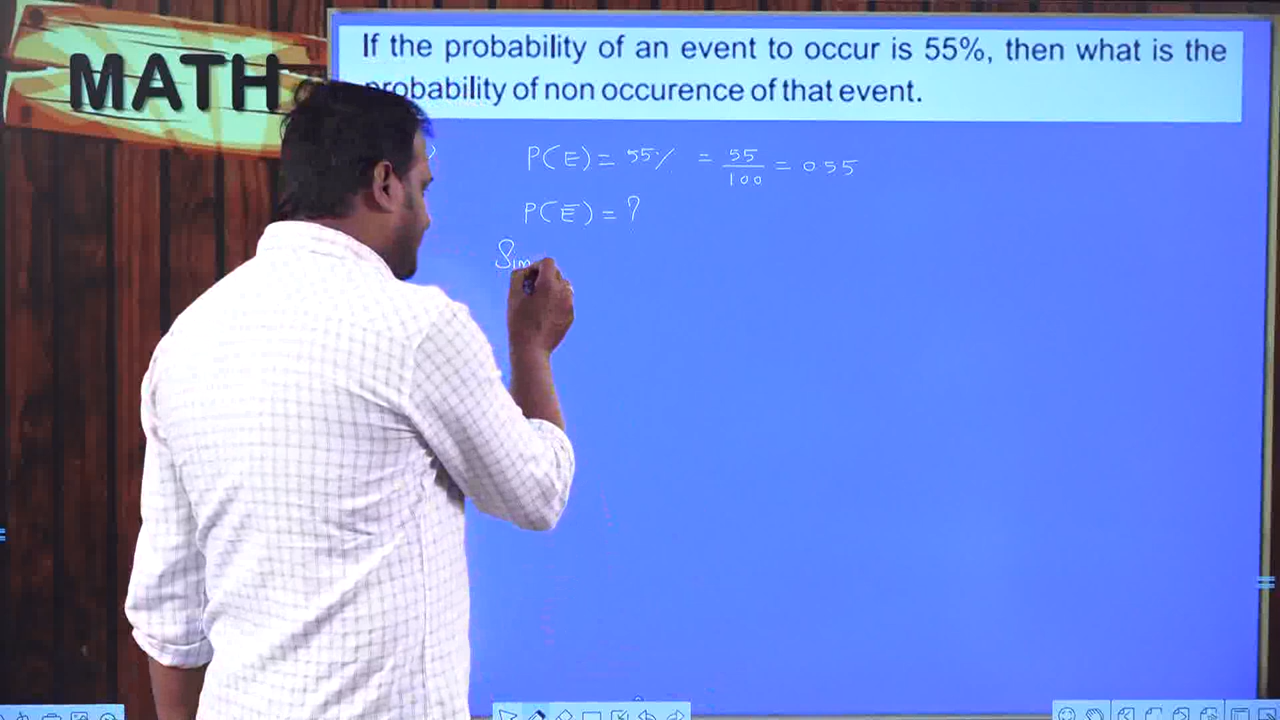 MATH
If the probability of an event to occur is 55%, then what is the
probability of non occurence of that event.
P(E) = 55% = 55/100 = 0.55
P(E̅) = ?
Sim